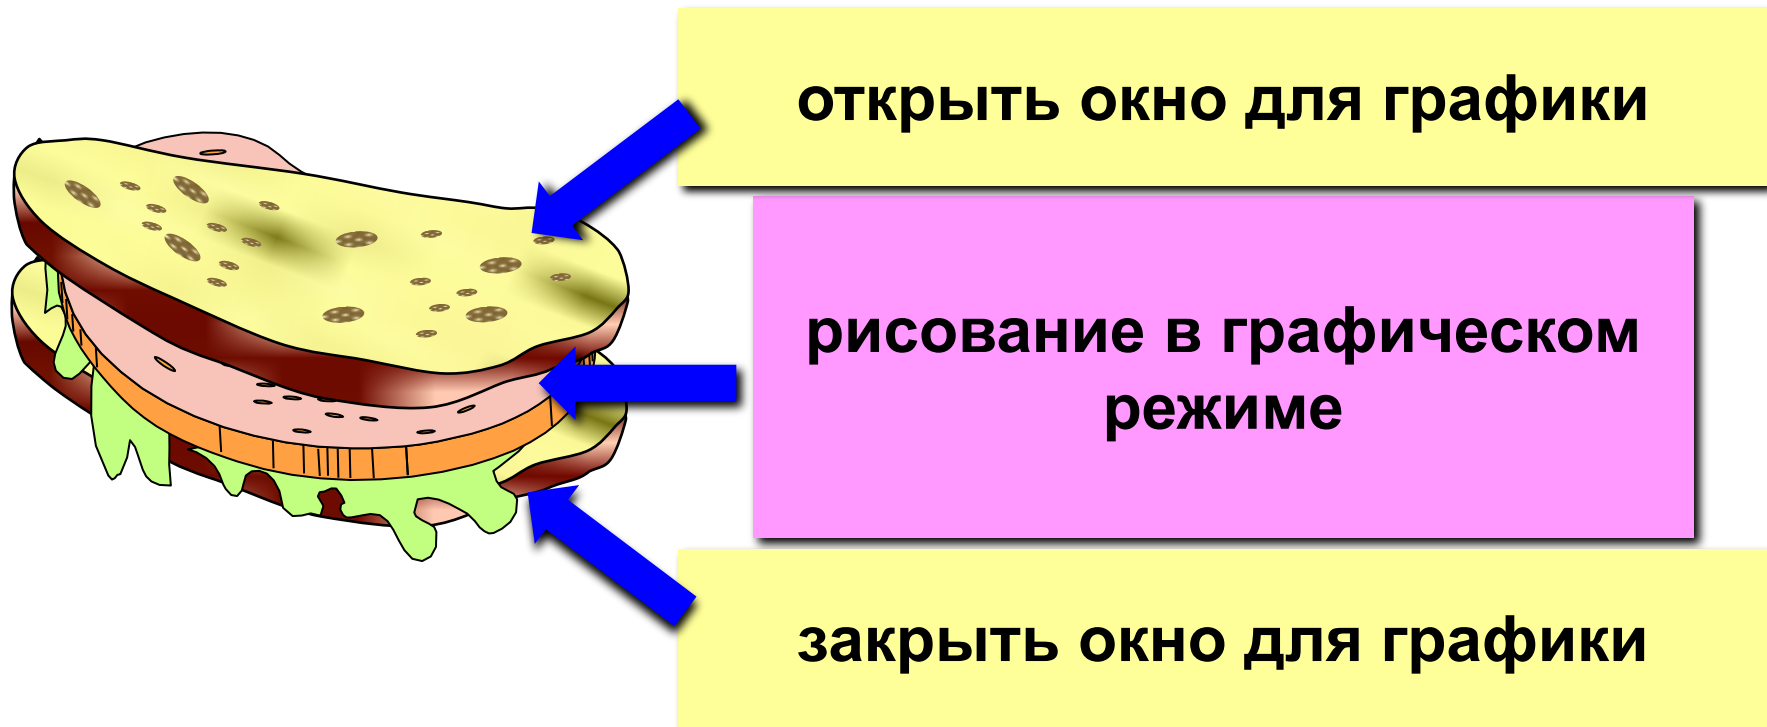 открыть окно для графики
рисование в графическом
режиме
закрыть окно для графики